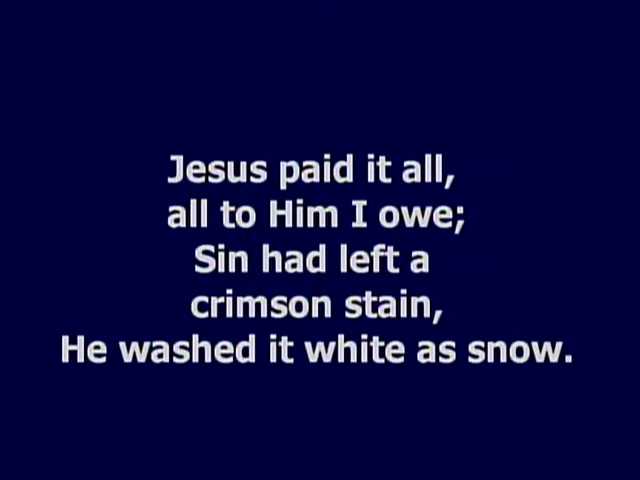 Jesus paid it all,
all to Him I owe;
Sin had left a
crimson stain,
He washed it white as snow.